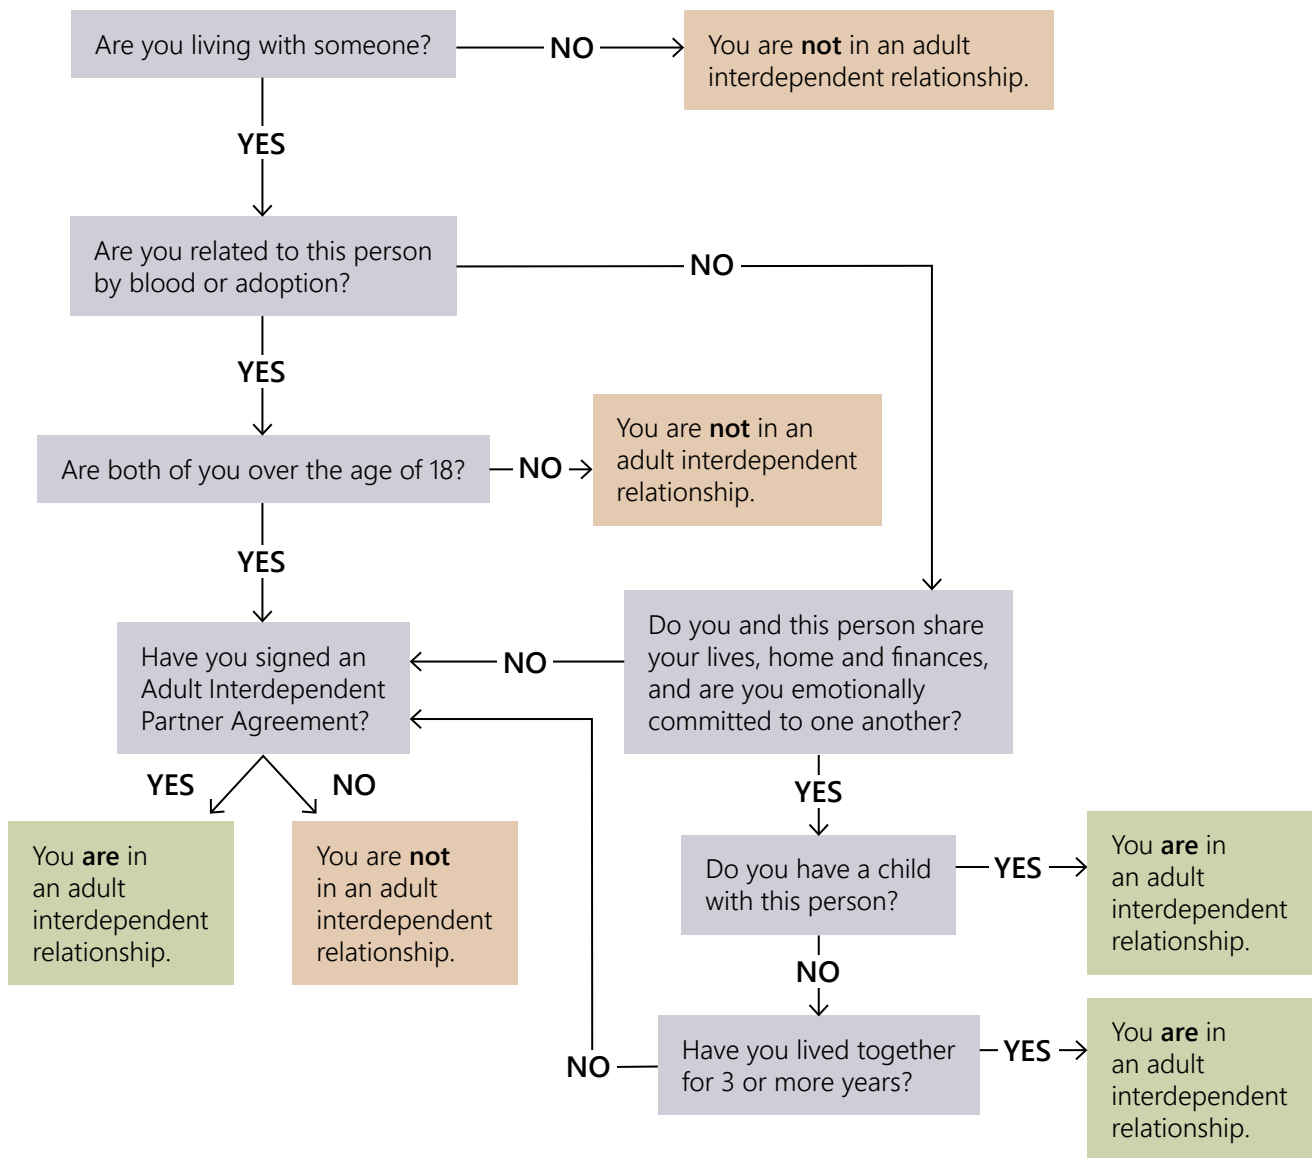 Are you living with someone?
NO
You are not in an adult
interdependent relationship.
YES
Are you related to this person
by blood or adoption?
NO
YES
Are both of you over the age of 18?
NO
You are not in an
adult interdependent
relationship.
YES
Have you signed an
Adult Interdependent
Partner Agreement?
NO
Do you and this person share
your lives, home and finances,
and are you emotionally
committed to one another?
YES
NO
You are in
an adult
interdependent
relationship.
You are not
in an adult
interdependent
relationship.
YES
Do you have a child
with this person?
YES
You are in
an adult
interdependent
relationship.
NO
Have you lived together
for 3 or more years?
NO
YES
You are in
an adult
interdependent
relationship.